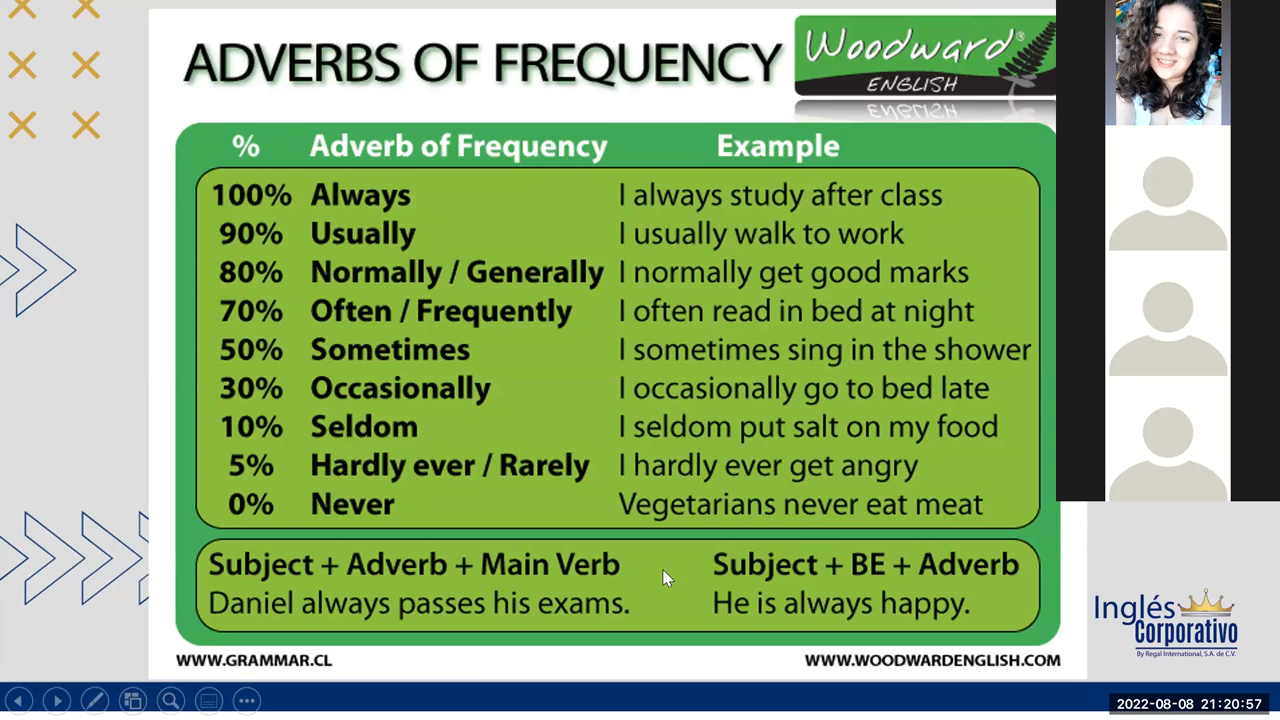 ADVERBS OF FREQUENCY
Woodward®
ENGLISH
% Adverb of Frequency Example
100% Always I always study after class
90% Usually I usually walk to work
80% Normally / Generally I normally get good marks
70% Often / Frequently I often read in bed at night
50% Sometimes I sometimes sing in the shower
30% Occasionally I occasionally go to bed late
10% Seldom I seldom put salt on my food
5% Hardly ever / Rarely I hardly ever get angry
0% Never Vegetarians never eat meat
Subject + Adverb + Main Verb Subject + BE + Adverb
Daniel always passes his exams. He is always happy.
WWW.GRAMMAR.CL WWW.WOODWARDENGLISH.COM
Inglés
Corporativo
By Regal International, S.A. de C.V.
2022-08-08 21:20:57